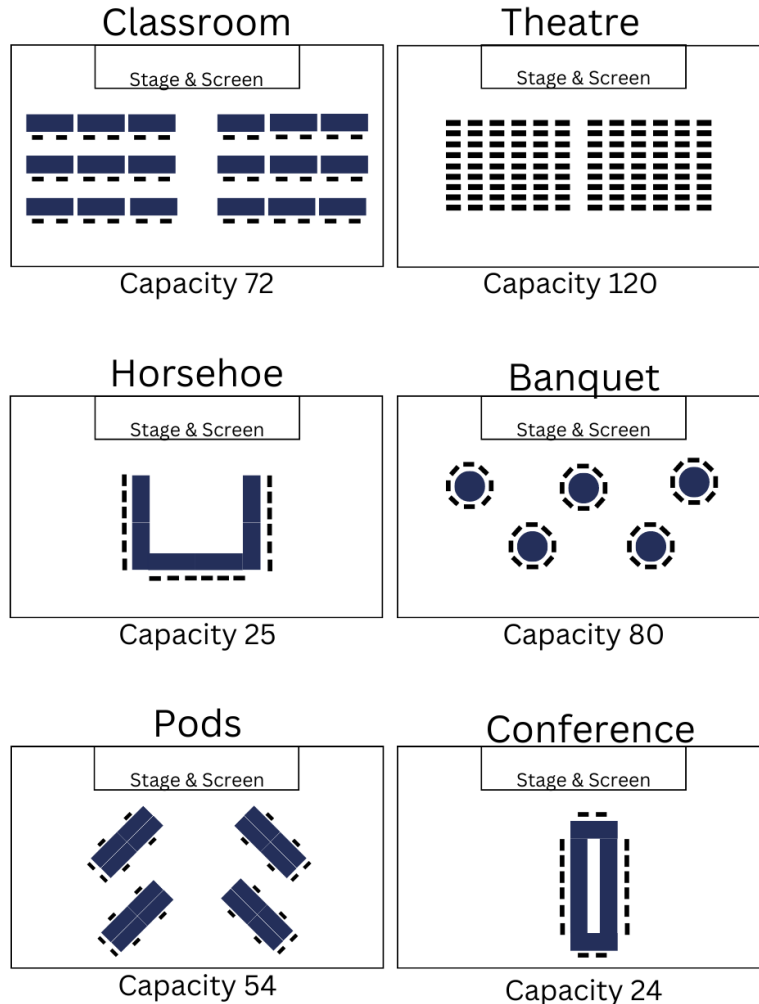 Classroom
Stage & Screen
Capacity 72
Theatre
Stage & Screen
Capacity 120
Horsehoe
Stage & Screen
Capacity 25
Banquet
Stage & Screen
Capacity 80
Pods
Stage & Screen
Capacity 54
Conference
Stage & Screen
Capacity 24